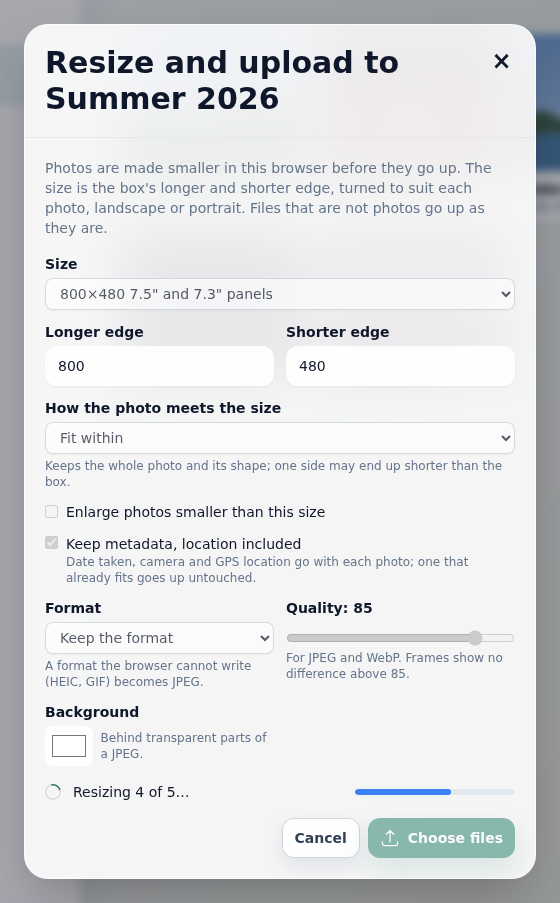 Resize and upload to
Summer 2026
×
Photos are made smaller in this browser before they go up. The
size is the box's longer and shorter edge, turned to suit each
photo, landscape or portrait. Files that are not photos go up as
they are.
Size
800×480 7.5" and 7.3" panels
Longer edge
Shorter edge
800
480
How the photo meets the size
Fit within
Keeps the whole photo and its shape; one side may end up shorter than the
box.
Enlarge photos smaller than this size
Keep metadata, location included
Date taken, camera and GPS location go with each photo; one that
already fits goes up untouched.
Format
Quality: 85
Keep the format
A format the browser cannot write
(HEIC, GIF) becomes JPEG.
For JPEG and WebP. Frames show no
difference above 85.
Background
Behind transparent parts of
a JPEG.
Resizing 4 of 5…
Cancel
Choose files